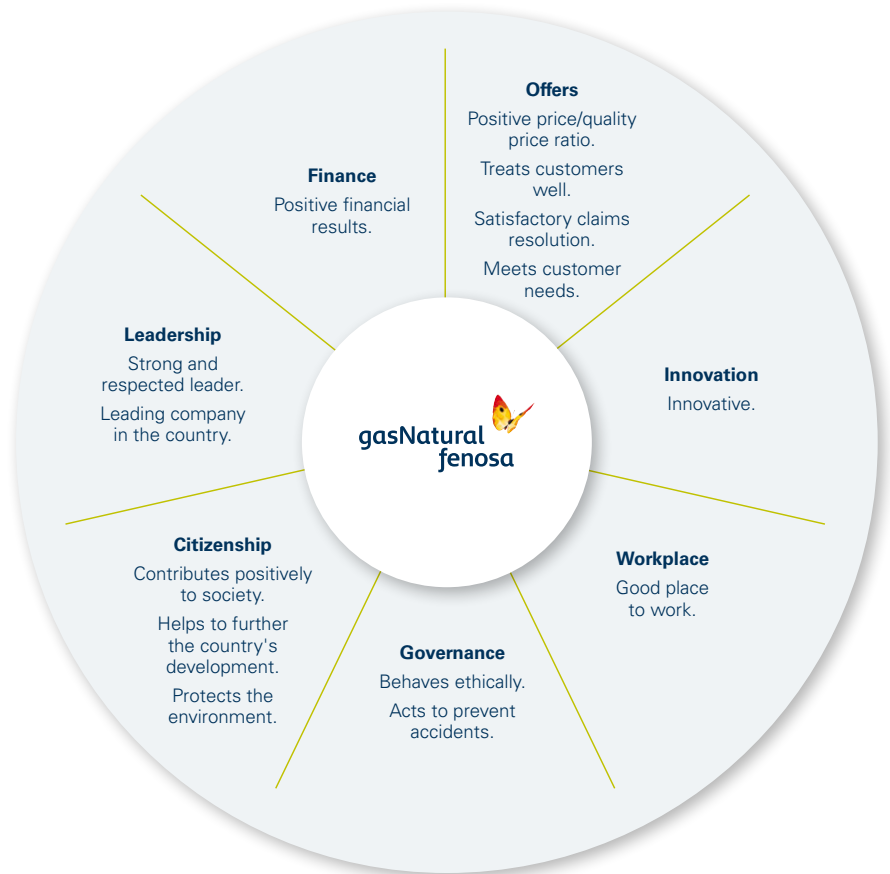 Offers
Positive price/quality
price ratio.
Treats customers
well.
Satisfactory claims
resolution.
Meets customer
needs.
Innovation
Innovative.
Workplace
Good place
to work.
Governance
Behaves ethically.
Acts to prevent
accidents.
Citizenship
Contributes positively
to society.
Helps to further
the country's
development.
Protects the
environment.
Leadership
Strong and
respected leader.
Leading company
in the country.
Finance
Positive financial
results.
gasNatural
fenosa